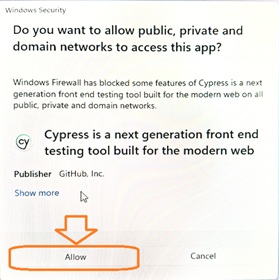 Windows Security
Do you want to allow public, private and
domain networks to access this app?
Windows Firewall has blocked some features of Cypress is a next
generation front end testing tool built for the modern web on all
public, private and domain networks.
cy
Cypress is a next generation front end
testing tool built for the modern web
Publisher GitHub, Inc.
Show more
Allow
Cancel